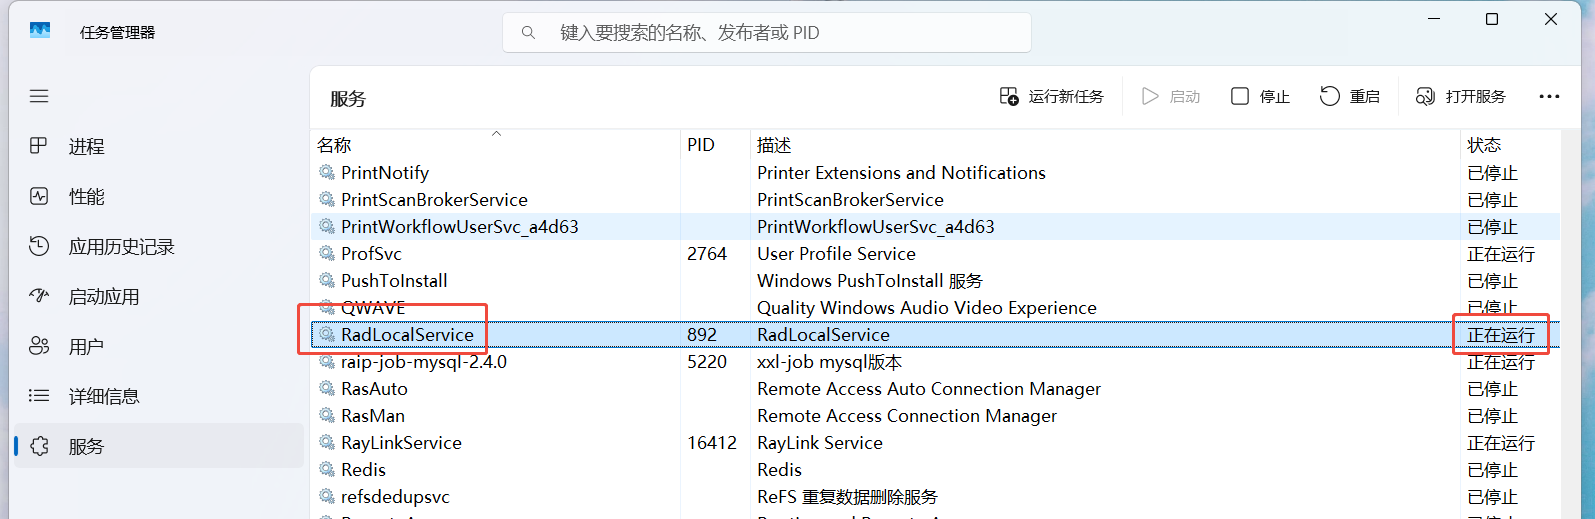 任务管理器
键入要搜索的名称、发布者或 PID
服务
运行新任务
启动
停止
重启
打开服务
进程
性能
应用历史记录
启动应用
用户
详细信息
服务
名称 PID 描述 状态
PrintNotify Printer Extensions and Notifications 已停止
PrintScanBrokerService PrintScanBrokerService 已停止
PrintWorkflowUserSvc_a4d63 PrintWorkflowUserSvc_a4d63 已停止
ProfSvc 2764 User Profile Service 正在运行
PushToInstall Windows PushToInstall 服务 已停止
QWAVE Quality Windows Audio Video Experience 已停止
RadLocalService 892 RadLocalService 正在运行
raip-job-mysql-2.4.0 5220 xxl-job mysql版本 正在运行
RasAuto Remote Access Auto Connection Manager 已停止
RasMan Remote Access Connection Manager 已停止
RayLinkService 16412 RayLink Service 正在运行
Redis Redis 已停止
refsdedupsvc ReFS 重复数据删除服务 已停止